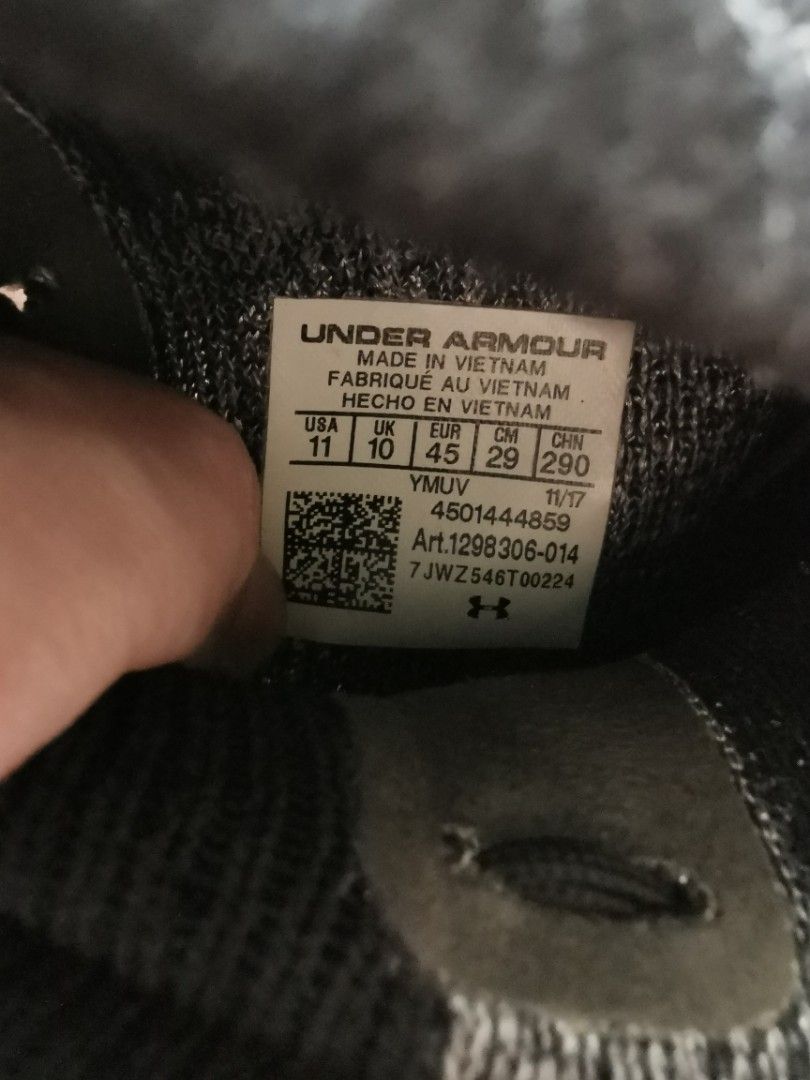 UNDER ARMOUR
MADE IN VIETNAM
FABRIQUÉ AU VIETNAM
HECHO EN VIETNAM
USA UK EUR CM CHN
11 10 45 29 290
YMUV 11/17
4501444859
Art.1298306-014
7JWZ546T00224